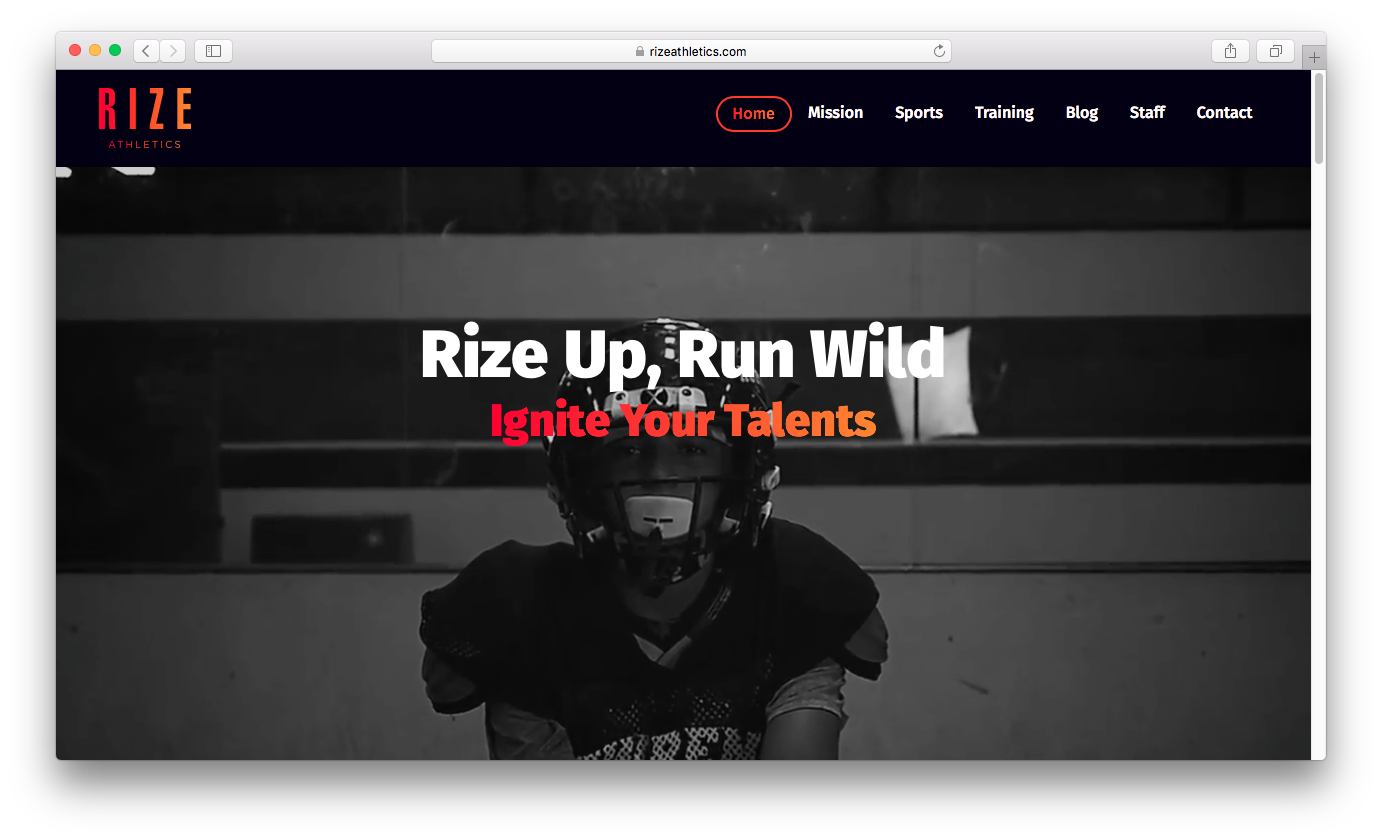 rizeathletics.com
RIZE
ATHLETICS
Home Mission Sports Training Blog Staff Contact
Rize Up, Run Wild
Ignite Your Talents